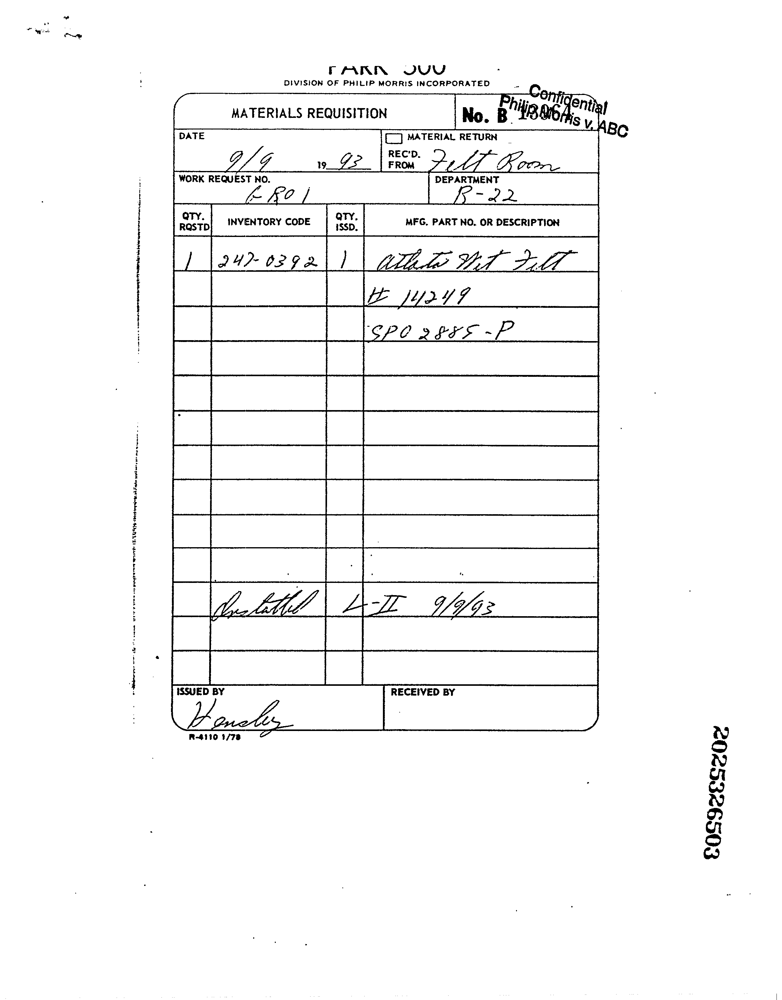 PARK 500
DIVISION OF PHILIP MORRIS INCORPORATED
Confidential
Philip Morris v. ABC
MATERIALS REQUISITION
No. B
DATE
9/9 19 93
MATERIAL RETURN
REC'D. FROM Felt Room
WORK REQUEST NO.
DEPARTMENT
R-22
QTY. RQSTD
INVENTORY CODE
QTY. ISSD.
MFG. PART NO. OR DESCRIPTION
1 247-0392 1 Atlanta Wet Felt
# 14249
SPO 2885-P
Installed L-II 9/9/93
ISSUED BY
Hensley
RECEIVED BY
R-4110 1/78
2025326503